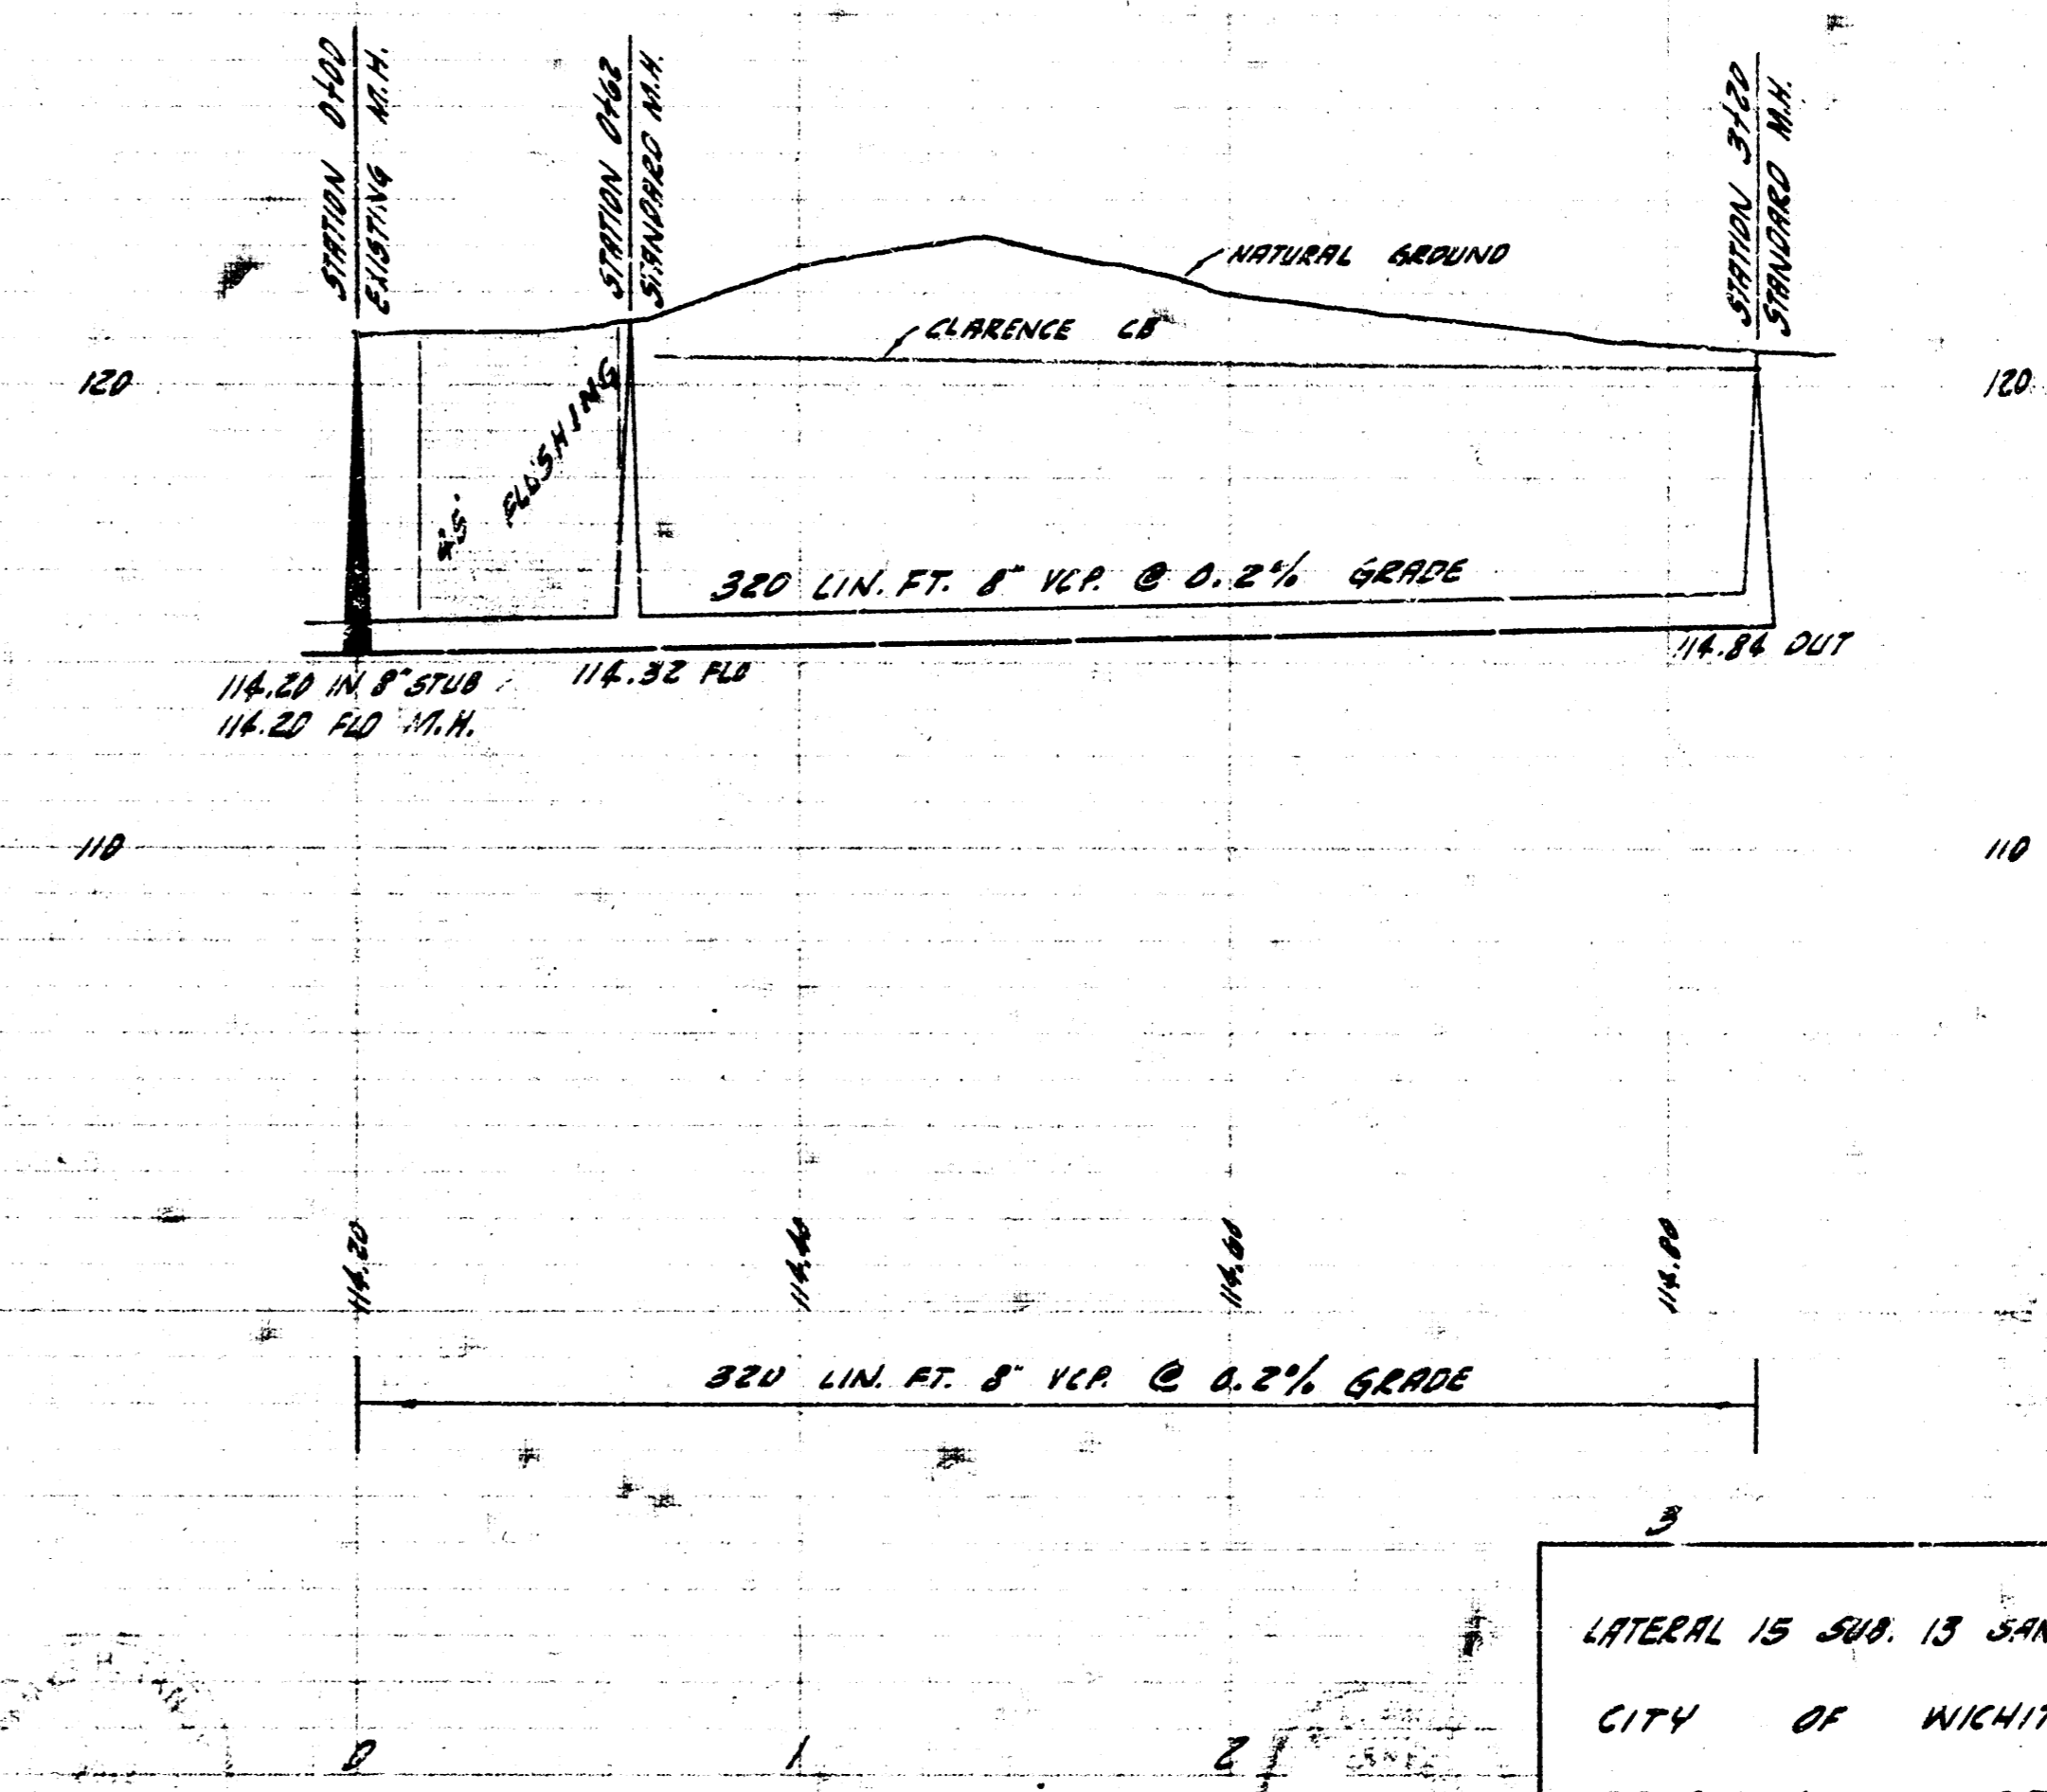 STATION 0+00
EXISTING M.H.
STATION 0+62
STANDARD M.H.
STATION 3+20
STANDARD M.H.
NATURAL GROUND
CLARENCE CB
120
120
45' FLUSHING
320 LIN. FT. 8" VCP. @ 0.2% GRADE
114.20 IN 8" STUB
114.20 FLO M.H.
114.32 FLO
114.84 OUT
110
110
114.20
114.40
114.60
114.80
320 LIN. FT. 8" VCP. @ 0.2% GRADE
3
LATERAL 15 SUB. 13 SAN
CITY OF WICHIT
0
1
2